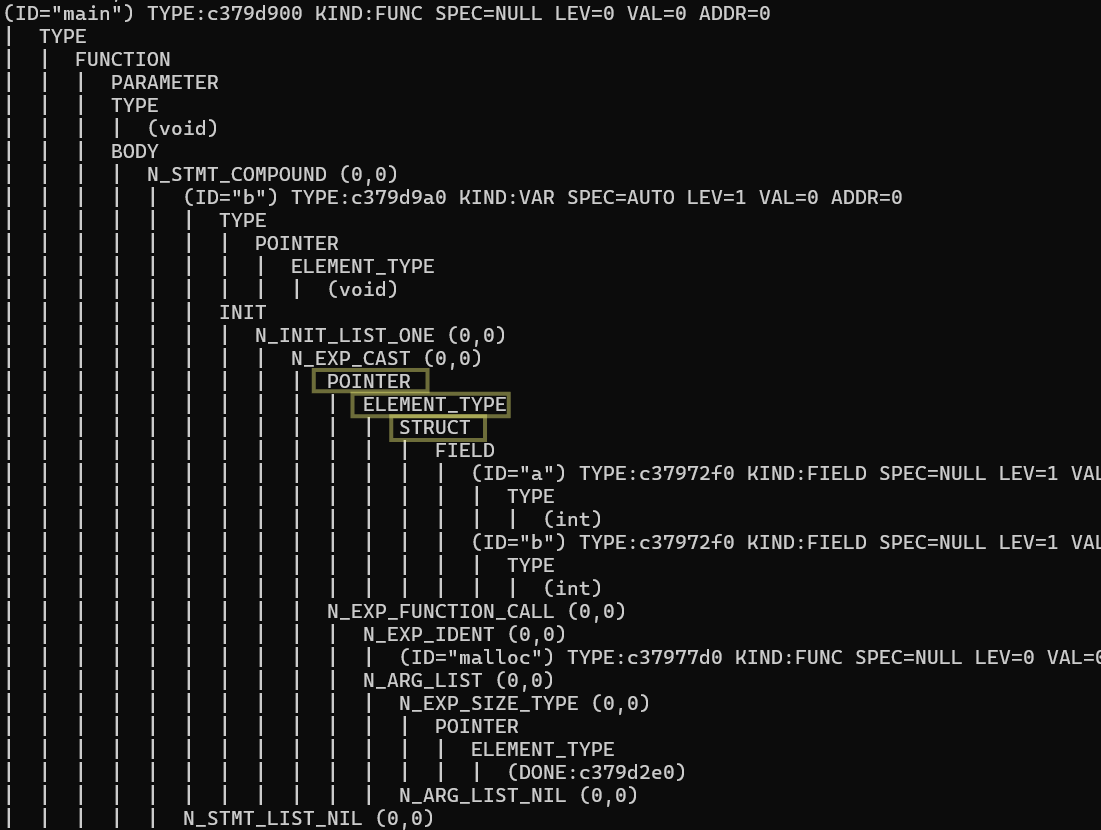 (ID="main") TYPE:c379d900 KIND:FUNC SPEC=NULL LEV=0 VAL=0 ADDR=0
|  TYPE
|  |  FUNCTION
|  |  |  PARAMETER
|  |  |  TYPE
|  |  |  |  (void)
|  |  |  BODY
|  |  |  |  N_STMT_COMPOUND (0,0)
|  |  |  |  |  (ID="b") TYPE:c379d9a0 KIND:VAR SPEC=AUTO LEV=1 VAL=0 ADDR=0
|  |  |  |  |  |  TYPE
|  |  |  |  |  |  |  POINTER
|  |  |  |  |  |  |  |  ELEMENT_TYPE
|  |  |  |  |  |  |  |  |  (void)
|  |  |  |  |  |  INIT
|  |  |  |  |  |  |  N_INIT_LIST_ONE (0,0)
|  |  |  |  |  |  |  |  N_EXP_CAST (0,0)
|  |  |  |  |  |  |  |  |  POINTER
|  |  |  |  |  |  |  |  |  |  ELEMENT_TYPE
|  |  |  |  |  |  |  |  |  |  |  STRUCT
|  |  |  |  |  |  |  |  |  |  |  |  FIELD
|  |  |  |  |  |  |  |  |  |  |  |  |  (ID="a") TYPE:c37972f0 KIND:FIELD SPEC=NULL LEV=1 VAL
|  |  |  |  |  |  |  |  |  |  |  |  |  |  TYPE
|  |  |  |  |  |  |  |  |  |  |  |  |  |  |  (int)
|  |  |  |  |  |  |  |  |  |  |  |  |  (ID="b") TYPE:c37972f0 KIND:FIELD SPEC=NULL LEV=1 VAL
|  |  |  |  |  |  |  |  |  |  |  |  |  |  TYPE
|  |  |  |  |  |  |  |  |  |  |  |  |  |  |  (int)
|  |  |  |  |  |  |  |  |  N_EXP_FUNCTION_CALL (0,0)
|  |  |  |  |  |  |  |  |  |  N_EXP_IDENT (0,0)
|  |  |  |  |  |  |  |  |  |  |  (ID="malloc") TYPE:c37977d0 KIND:FUNC SPEC=NULL LEV=0 VAL=0
|  |  |  |  |  |  |  |  |  |  N_ARG_LIST (0,0)
|  |  |  |  |  |  |  |  |  |  |  N_EXP_SIZE_TYPE (0,0)
|  |  |  |  |  |  |  |  |  |  |  |  POINTER
|  |  |  |  |  |  |  |  |  |  |  |  |  ELEMENT_TYPE
|  |  |  |  |  |  |  |  |  |  |  |  |  |  (DONE:c379d2e0)
|  |  |  |  |  |  |  |  |  |  |  N_ARG_LIST_NIL (0,0)
|  |  |  |  |  N_STMT_LIST_NIL (0,0)